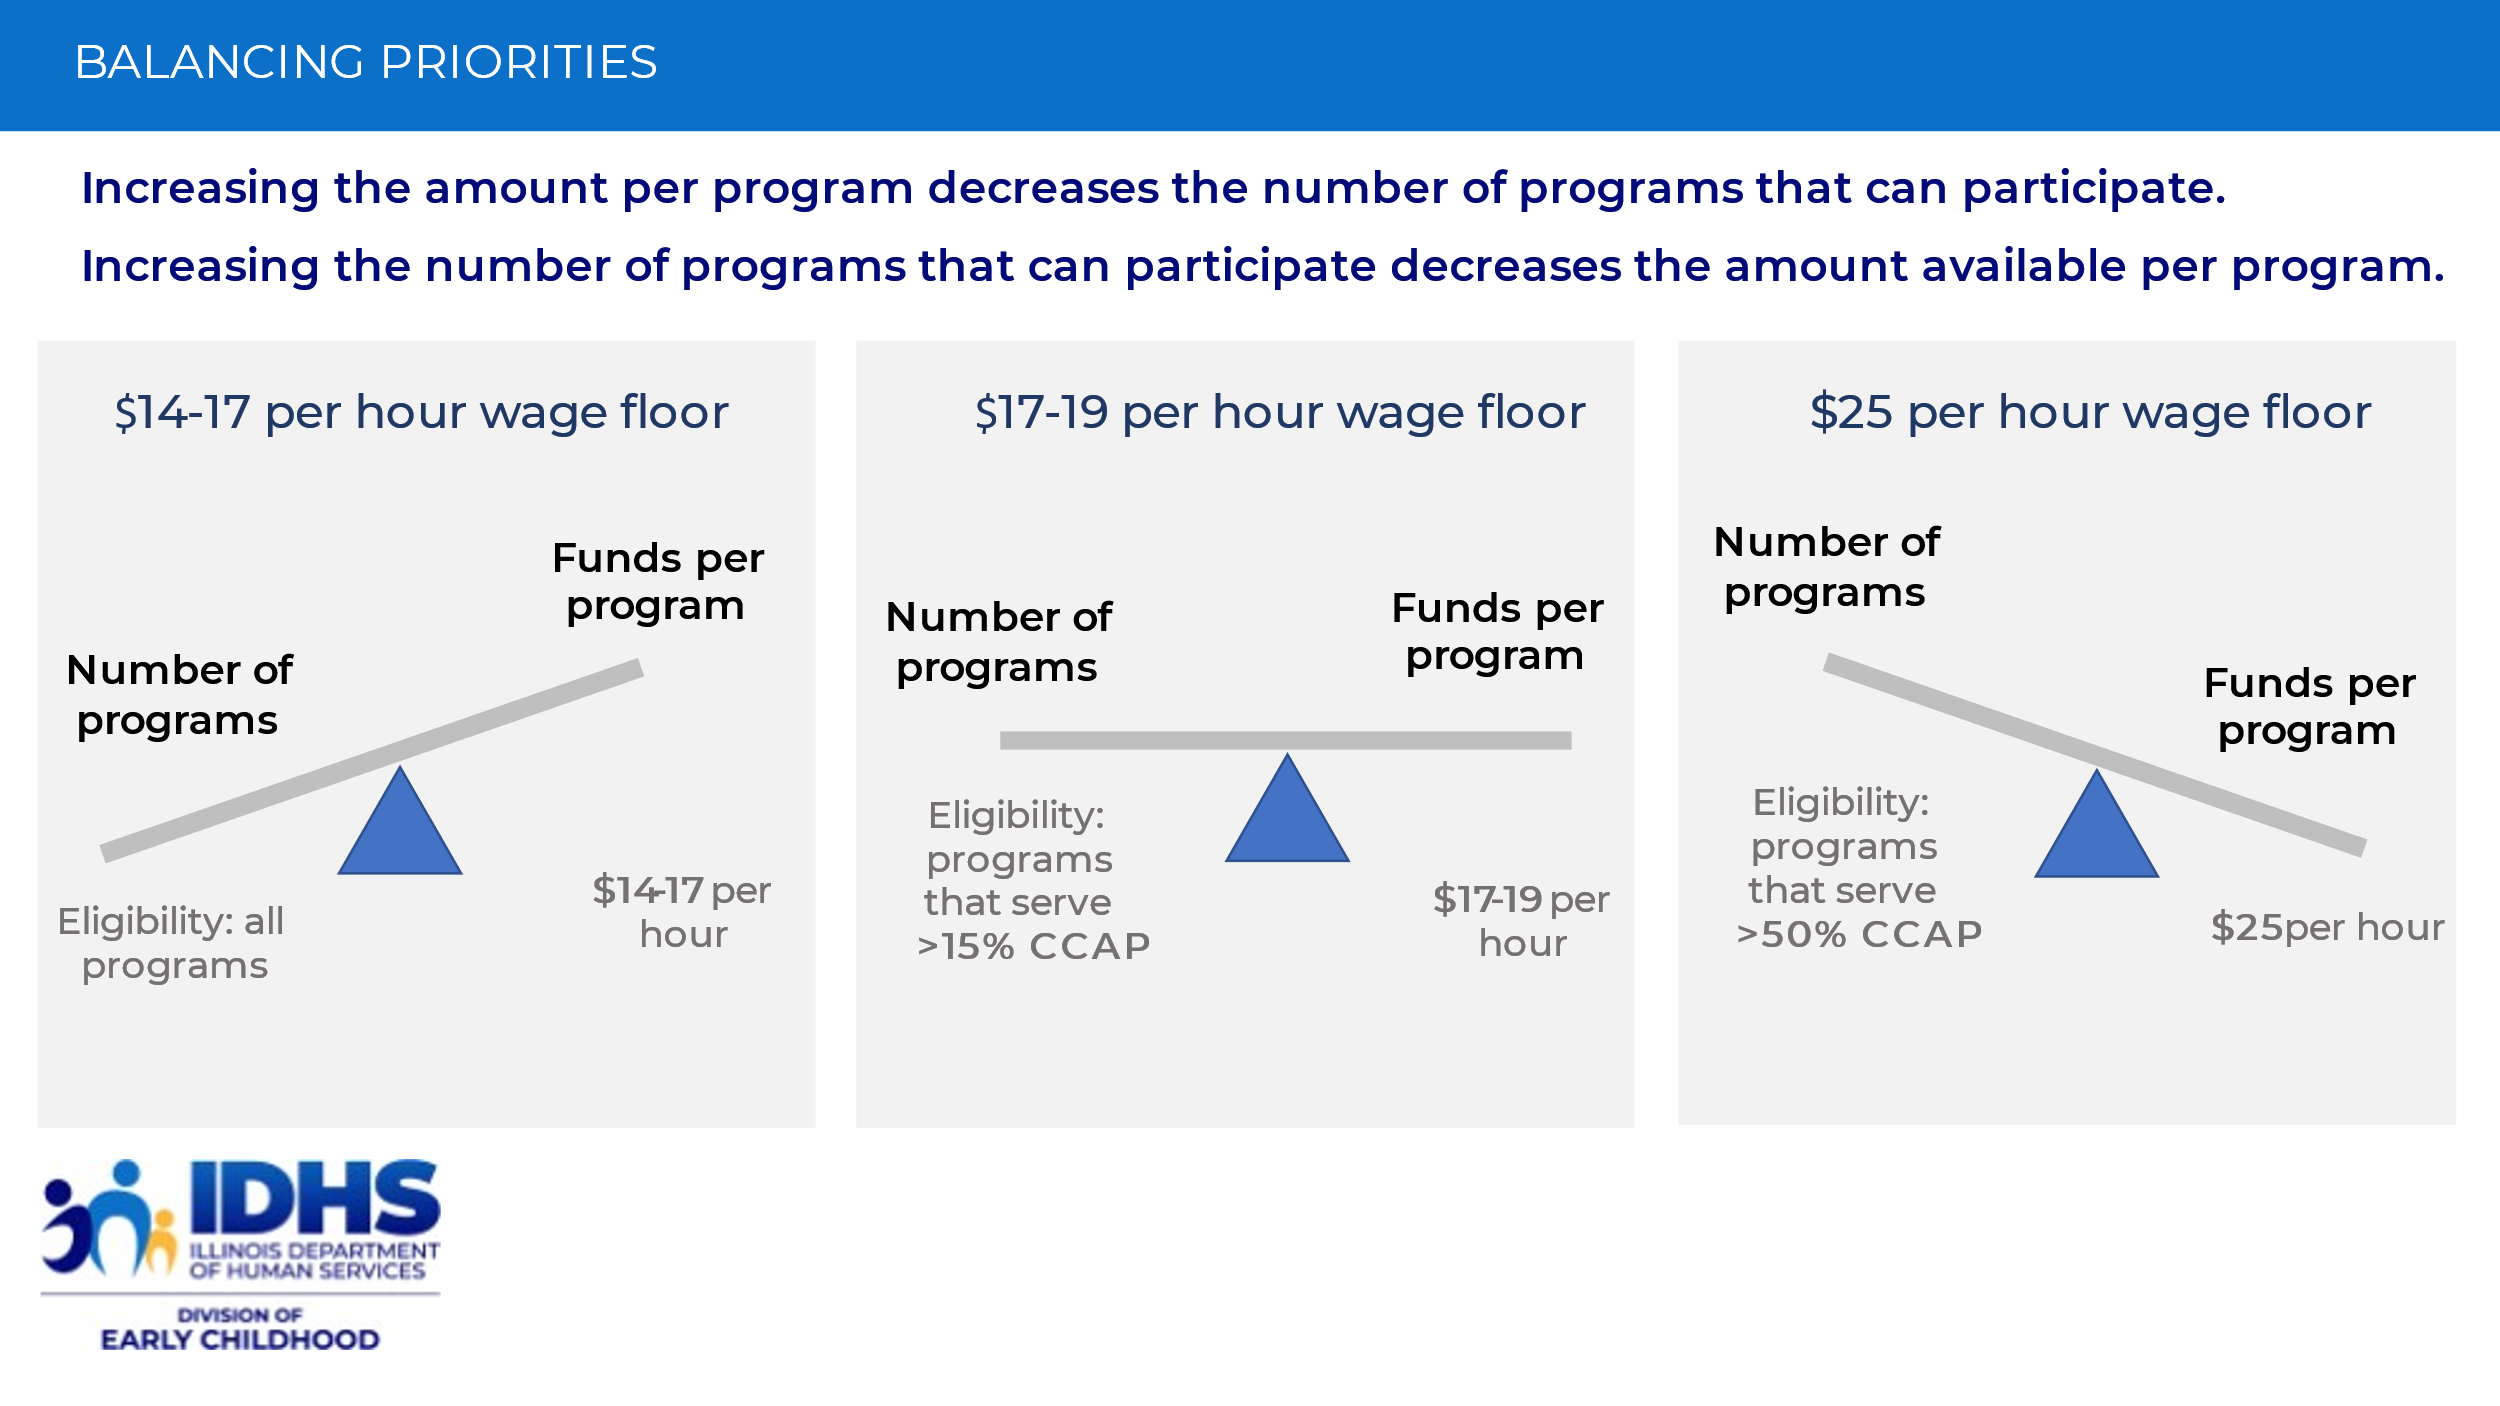 BALANCING PRIORITIES
Increasing the amount per program decreases the number of programs that can participate.
Increasing the number of programs that can participate decreases the amount available per program.
$14-17 per hour wage floor
Number of
programs
Funds per
program
Eligibility: all
programs
$14-17 per
hour
$17-19 per hour wage floor
Number of
programs
Funds per
program
Eligibility:
programs
that serve
>15% CCAP
$17-19 per
hour
$25 per hour wage floor
Number of
programs
Funds per
program
Eligibility:
programs
that serve
>50% CCAP
$25per hour
IDHS
ILLINOIS DEPARTMENT
OF HUMAN SERVICES
DIVISION OF
EARLY CHILDHOOD